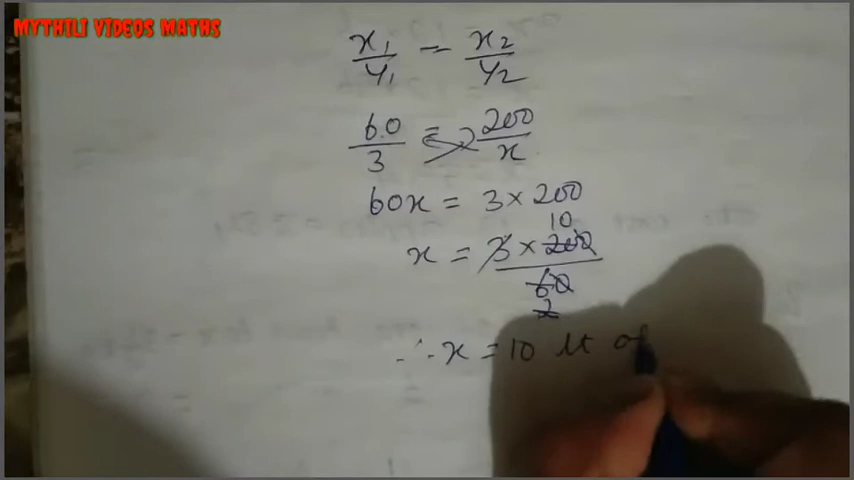 MYTHILI VIDEOS MATHS
x₁/y₁ = x₂/y₂
60/3 = 200/x
60x = 3 × 200
10
x = 3 × 200/60
2
∴ x = 10 lt of